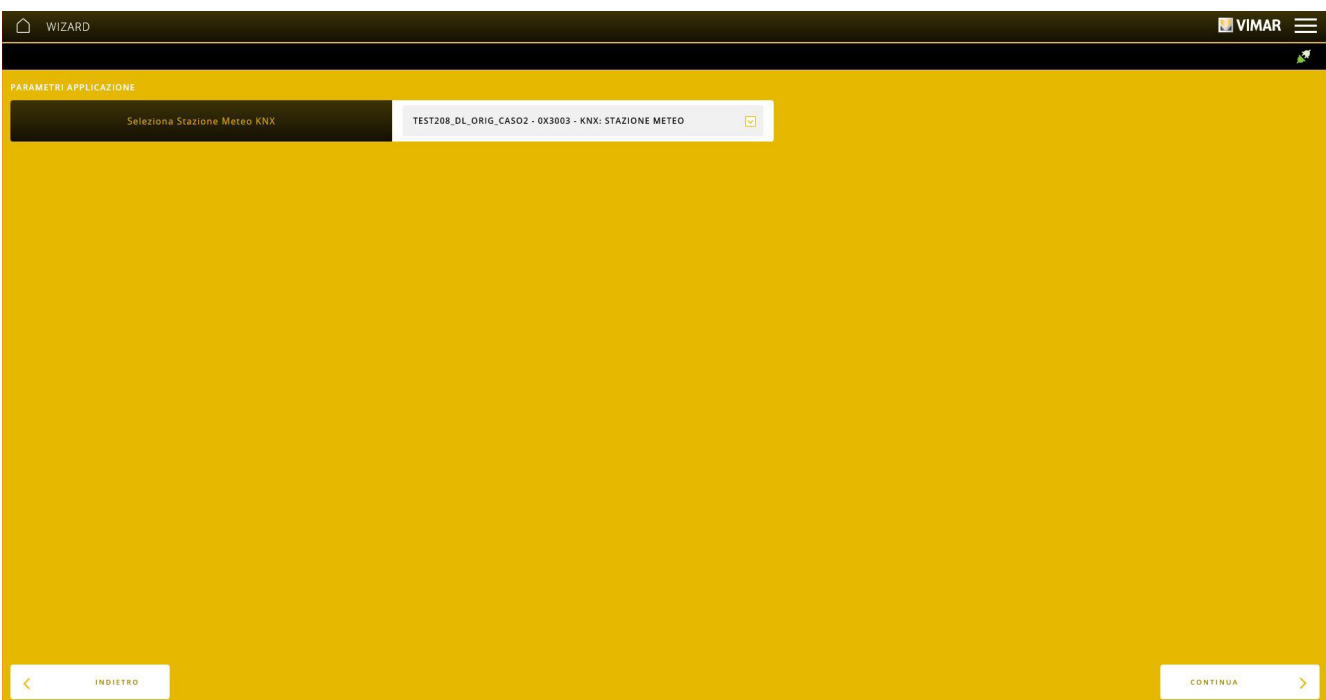 WIZARD
VIMAR
PARAMETRI APPLICAZIONE
Seleziona Stazione Meteo KNX
TEST208_DL_ORIG_CASO2 - 0X3003 - KNX: STAZIONE METEO
INDIETRO
CONTINUA